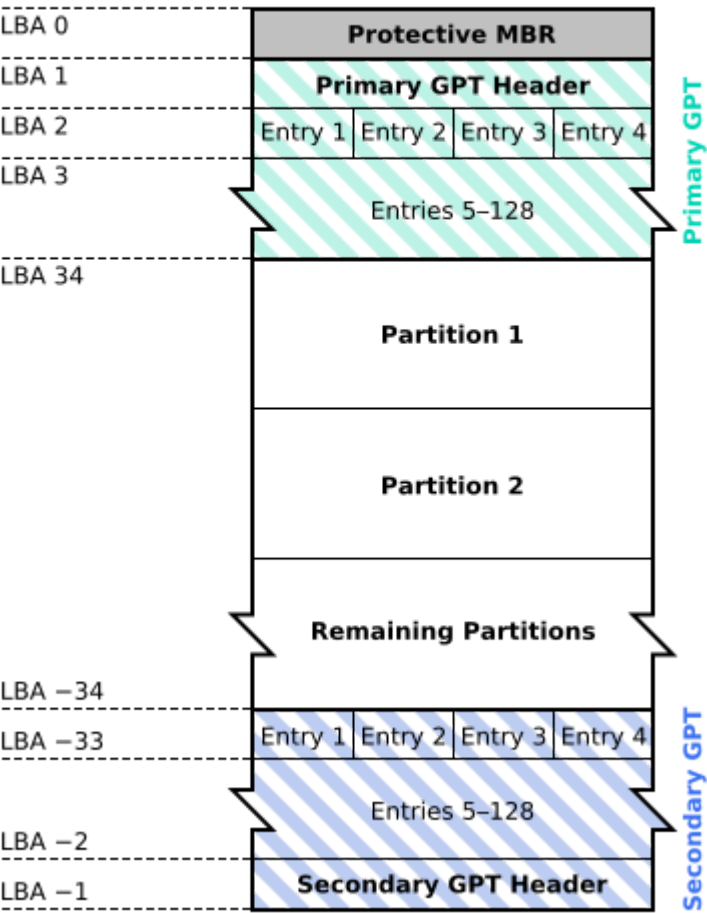 LBA 0
Protective MBR
LBA 1
Primary GPT Header
LBA 2
Entry 1
Entry 2
Entry 3
Entry 4
LBA 3
Entries 5–128
Primary GPT
LBA 34
Partition 1
Partition 2
Remaining Partitions
LBA −34
LBA −33
Entry 1
Entry 2
Entry 3
Entry 4
Entries 5–128
LBA −2
Secondary GPT Header
LBA −1
Secondary GPT